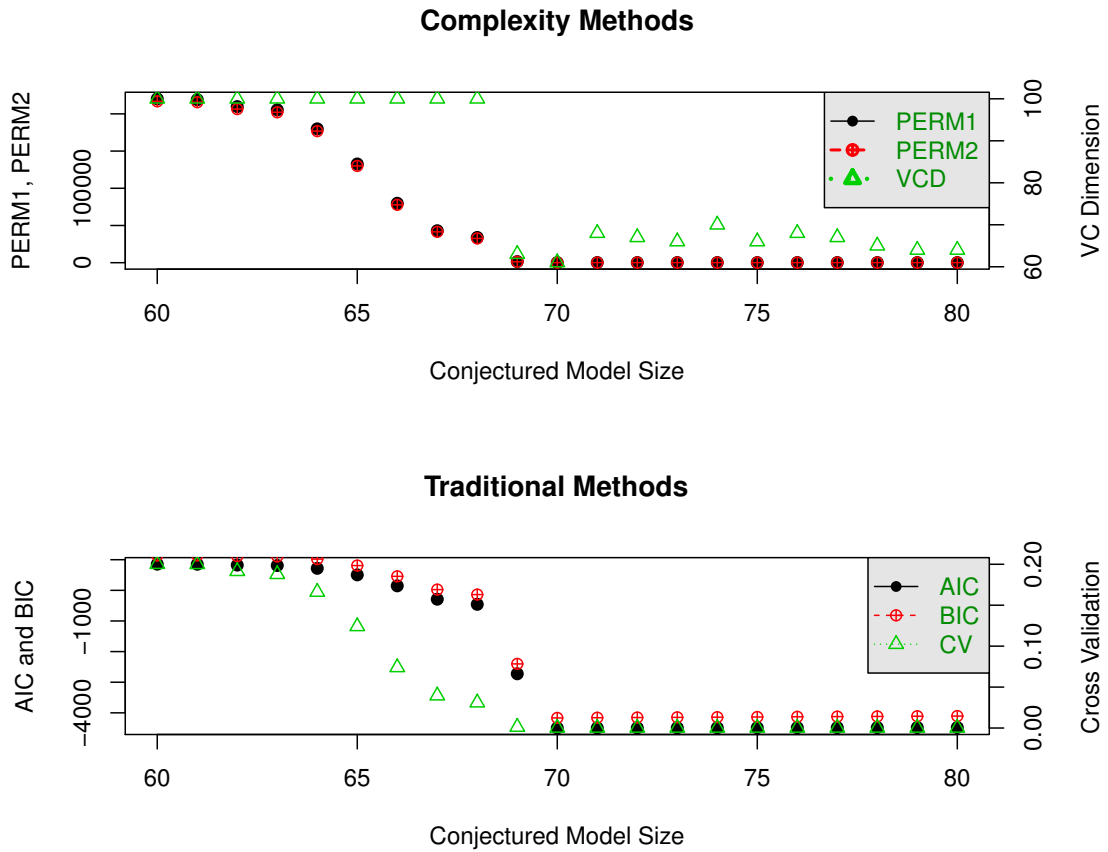 Complexity Methods
PERM1, PERM2
0
100000
60
80
100
VC Dimension
PERM1
PERM2
VCD
60
65
70
75
80
Conjectured Model Size
Traditional Methods
AIC and BIC
−4000
−1000
0.00
0.10
0.20
Cross Validation
AIC
BIC
CV
60
65
70
75
80
Conjectured Model Size